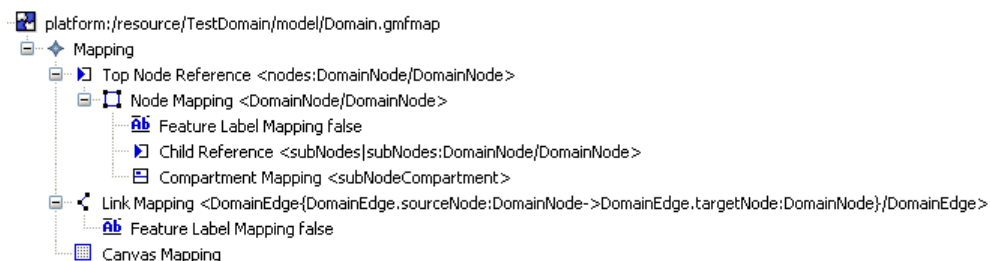 platform:/resource/TestDomain/model/Domain.gmfmap
Mapping
Top Node Reference <nodes:DomainNode/DomainNode>
Node Mapping <DomainNode/DomainNode>
Ab Feature Label Mapping false
Child Reference <subNodes|subNodes:DomainNode/DomainNode>
Compartment Mapping <subNodeCompartment>
Link Mapping <DomainEdge{DomainEdge.sourceNode:DomainNode->DomainEdge.targetNode:DomainNode}/DomainEdge>
Ab Feature Label Mapping false
Canvas Mapping